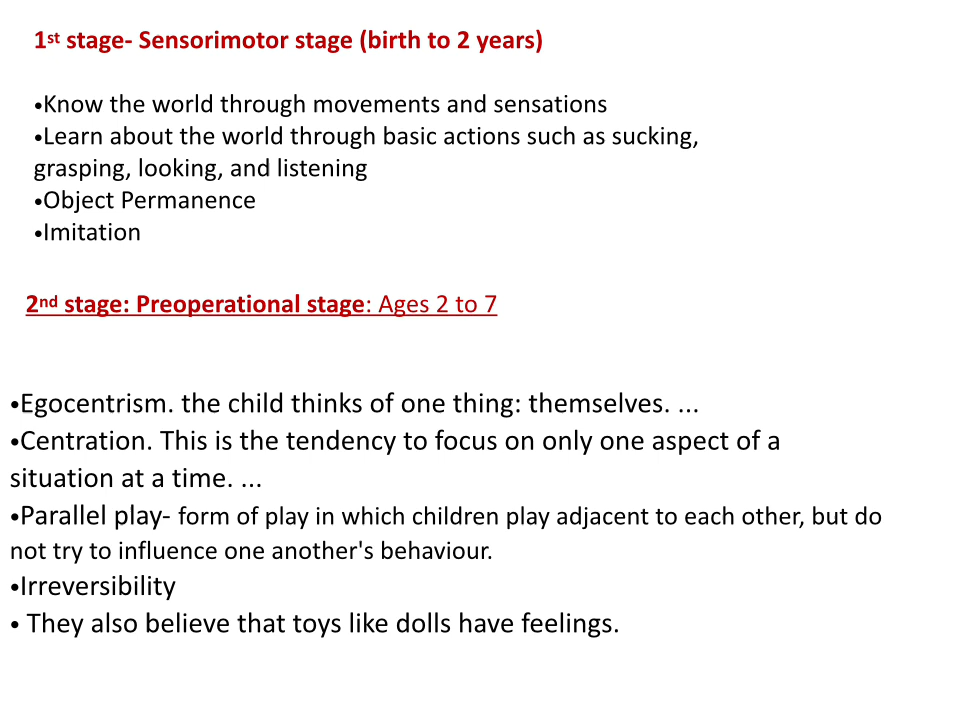 1st stage- Sensorimotor stage (birth to 2 years)
•Know the world through movements and sensations
•Learn about the world through basic actions such as sucking,
grasping, looking, and listening
•Object Permanence
•Imitation
2nd stage: Preoperational stage: Ages 2 to 7
•Egocentrism. the child thinks of one thing: themselves. ...
•Centration. This is the tendency to focus on only one aspect of a
situation at a time. ...
•Parallel play- form of play in which children play adjacent to each other, but do
not try to influence one another's behaviour.
•Irreversibility
• They also believe that toys like dolls have feelings.